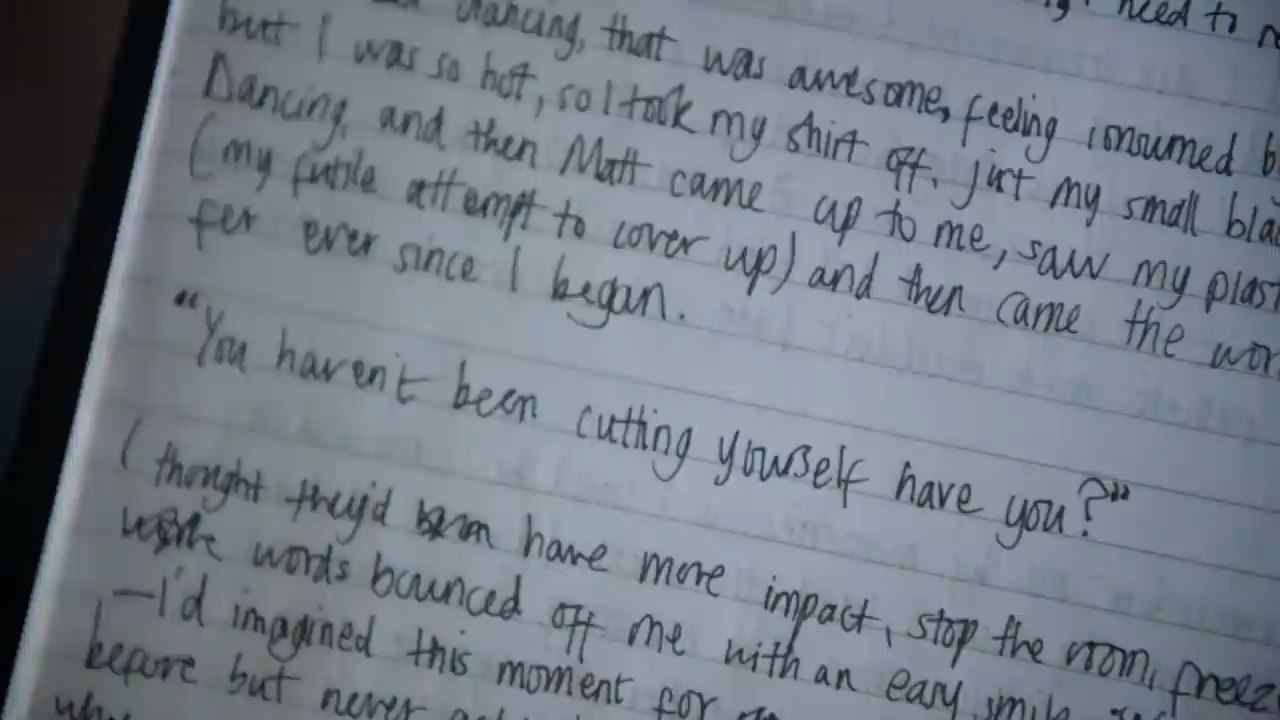 need to
dancing, that was awesome, feeling consumed
but I was so hot, so I took my shirt off, just my small
Dancing, and then Matt came up to me, saw my
(my futile attempt to cover up) and then came the
for ever since I began.
"You haven't been cutting yourself have you?"
I thought they'd have more impact, stop the room,
words bounced off me with an easy
—I'd imagined this moment for
before but never